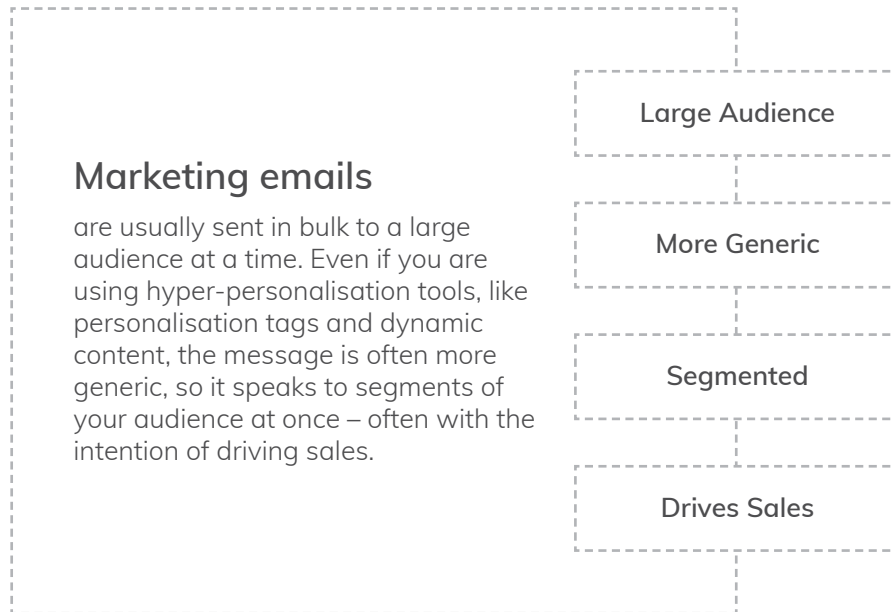 Marketing emails
are usually sent in bulk to a large
audience at a time. Even if you are
using hyper-personalisation tools, like
personalisation tags and dynamic
content, the message is often more
generic, so it speaks to segments of
your audience at once – often with the
intention of driving sales.
Large Audience
More Generic
Segmented
Drives Sales